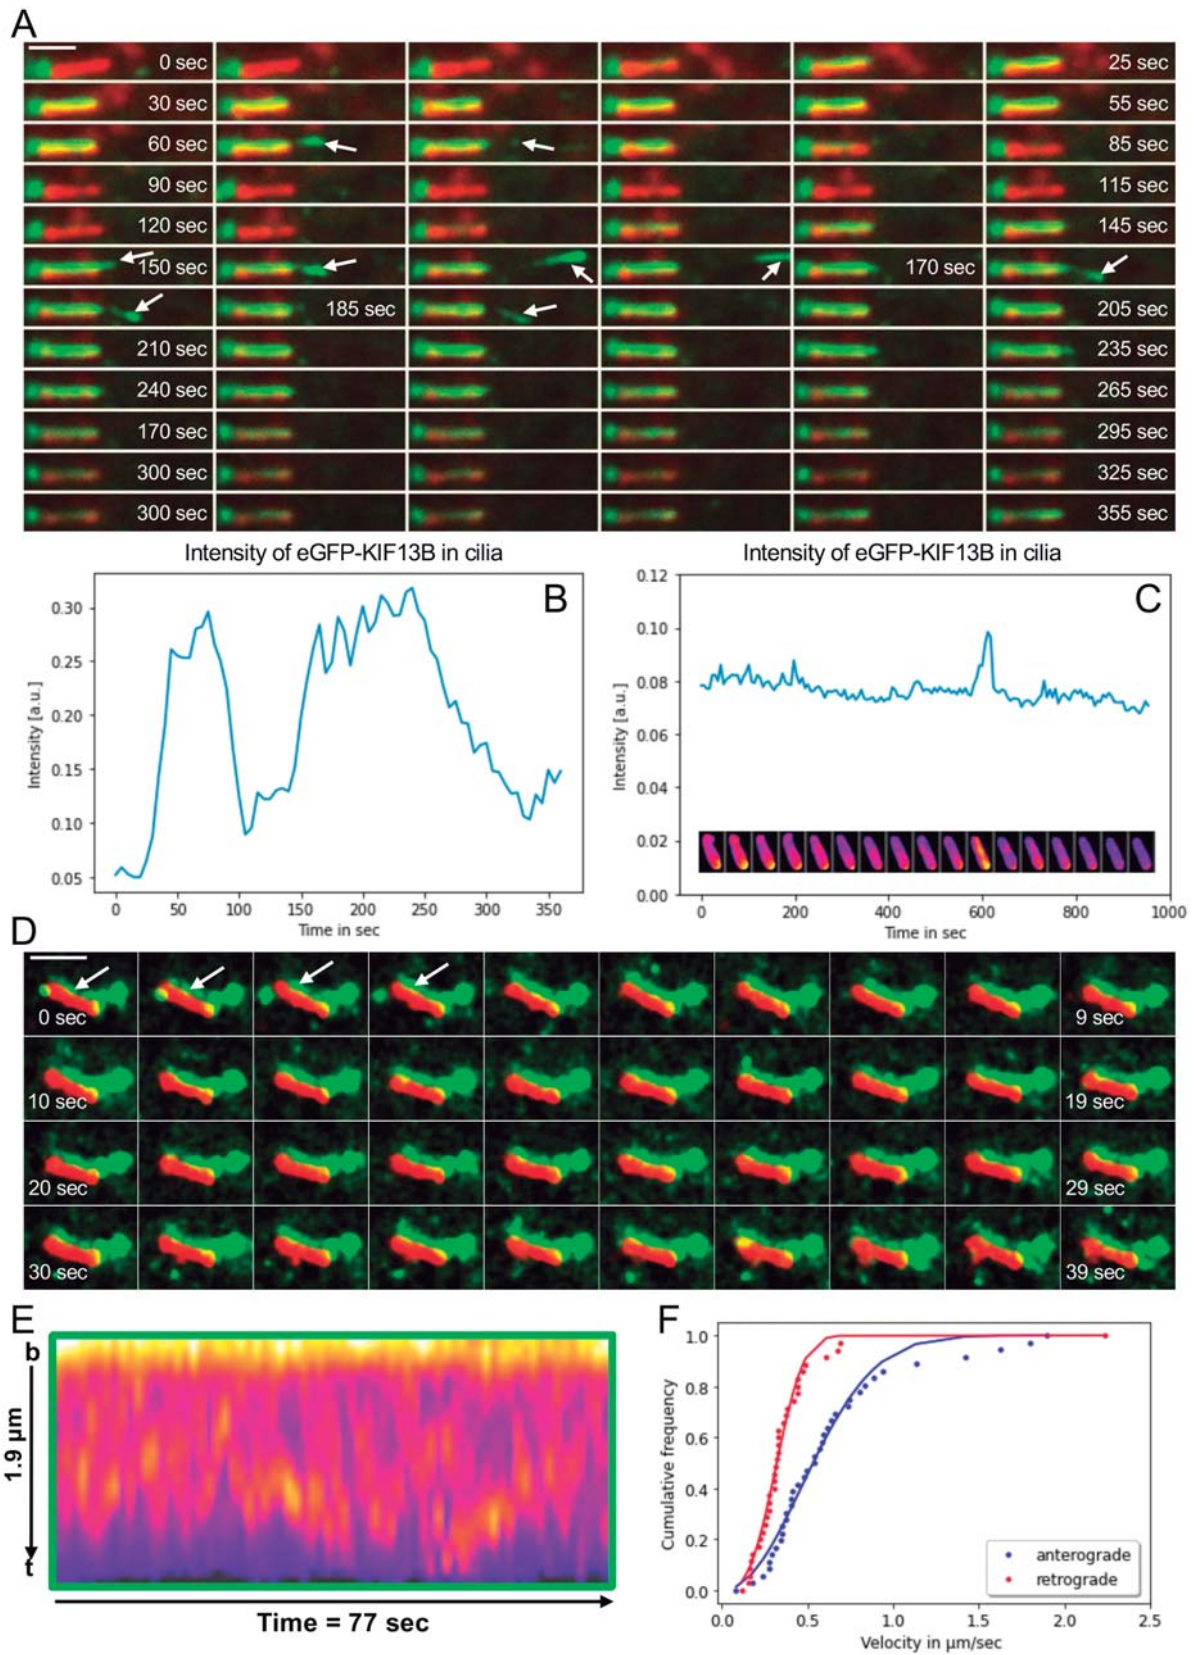 A
0 sec
25 sec
30 sec
55 sec
60 sec
85 sec
90 sec
115 sec
120 sec
145 sec
150 sec
170 sec
185 sec
205 sec
210 sec
235 sec
240 sec
265 sec
170 sec
295 sec
300 sec
325 sec
300 sec
355 sec
Intensity of eGFP-KIF13B in cilia
B
Intensity [a.u.]
0.30
0.25
0.20
0.15
0.10
0.05
0 50 100 150 200 250 300 350
Time in sec
Intensity of eGFP-KIF13B in cilia
C
Intensity [a.u.]
0.12
0.10
0.08
0.06
0.04
0.02
0.00
0 200 400 600 800 1000
Time in sec
D
0 sec
9 sec
10 sec
19 sec
20 sec
29 sec
30 sec
39 sec
E
b
1.9 µm
t
Time = 77 sec
F
Cumulative frequency
1.0
0.8
0.6
0.4
0.2
0.0
anterograde
retrograde
0.0 0.5 1.0 1.5 2.0 2.5
Velocity in µm/sec